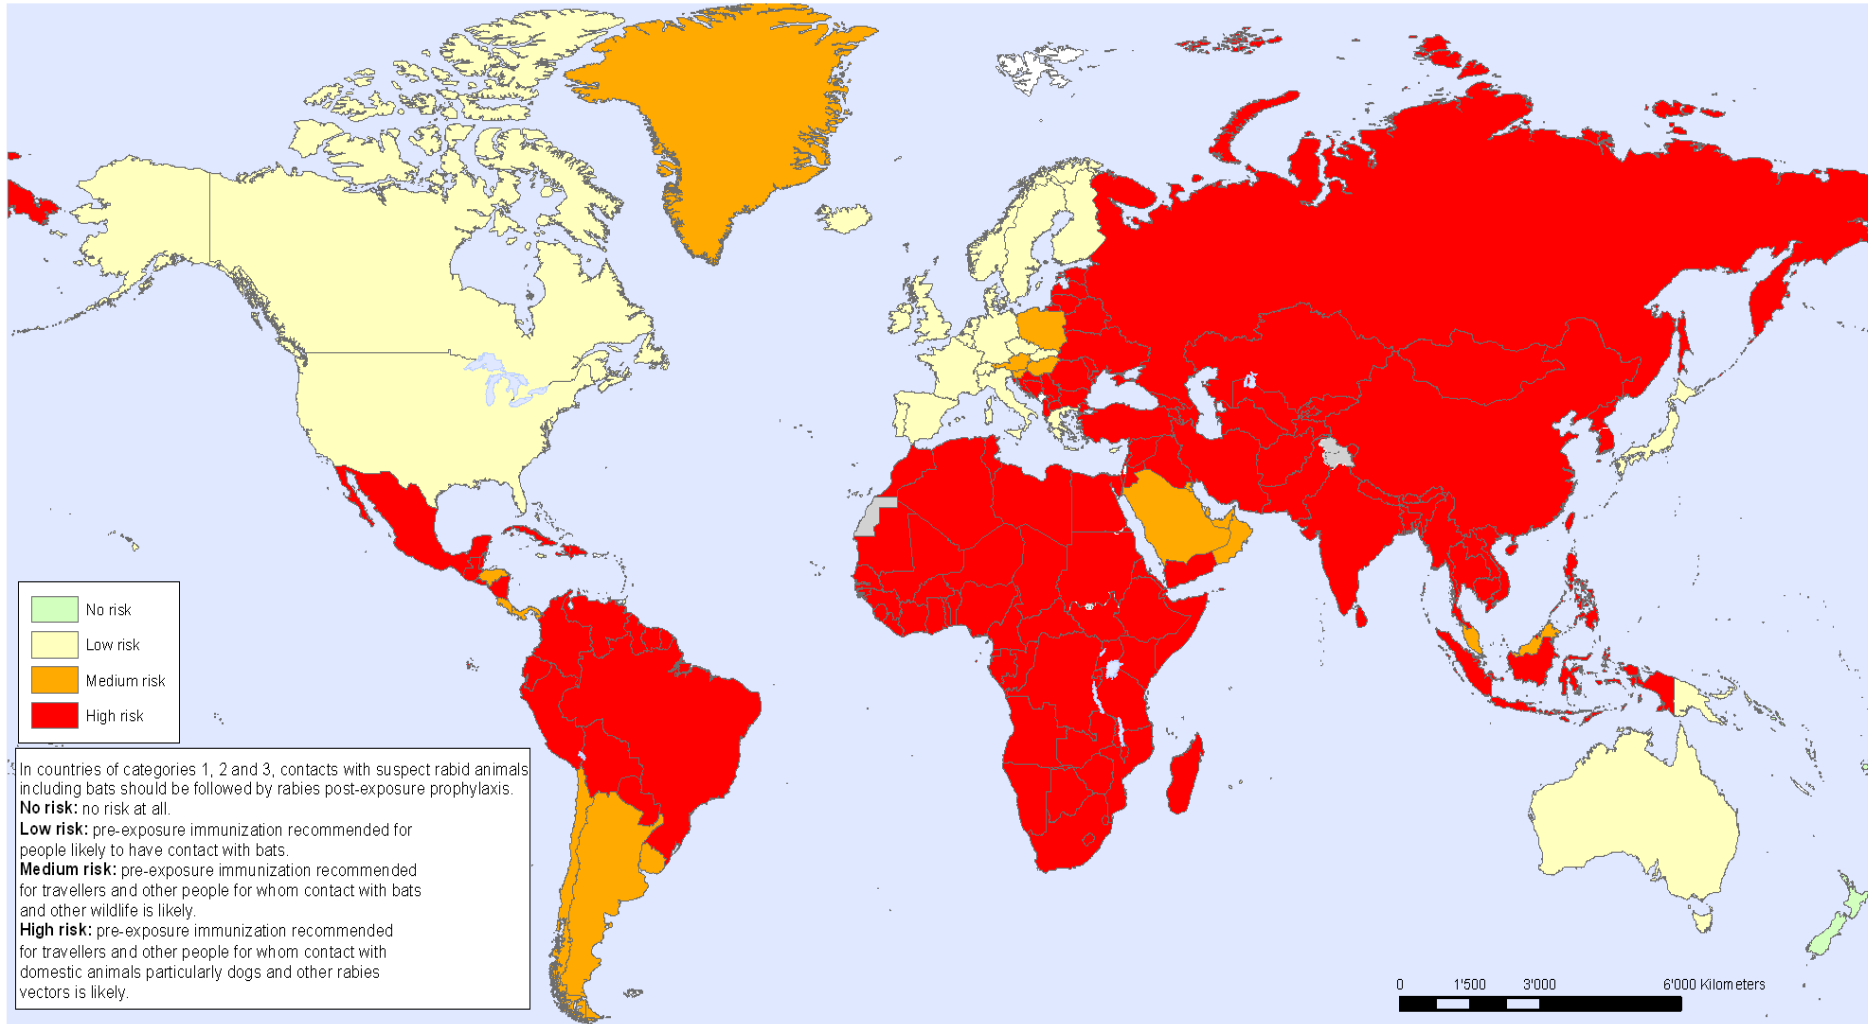 No risk
Low risk
Medium risk
High risk
In countries of categories 1, 2 and 3, contacts with suspect rabid animals
including bats should be followed by rabies post-exposure prophylaxis.
No risk: no risk at all.
Low risk: pre-exposure immunization recommended for
people likely to have contact with bats.
Medium risk: pre-exposure immunization recommended
for travellers and other people for whom contact with bats
and other wildlife is likely.
High risk: pre-exposure immunization recommended
for travellers and other people for whom contact with
domestic animals particularly dogs and other rabies
vectors is likely.
0 1'500 3'000 6'000 Kilometers